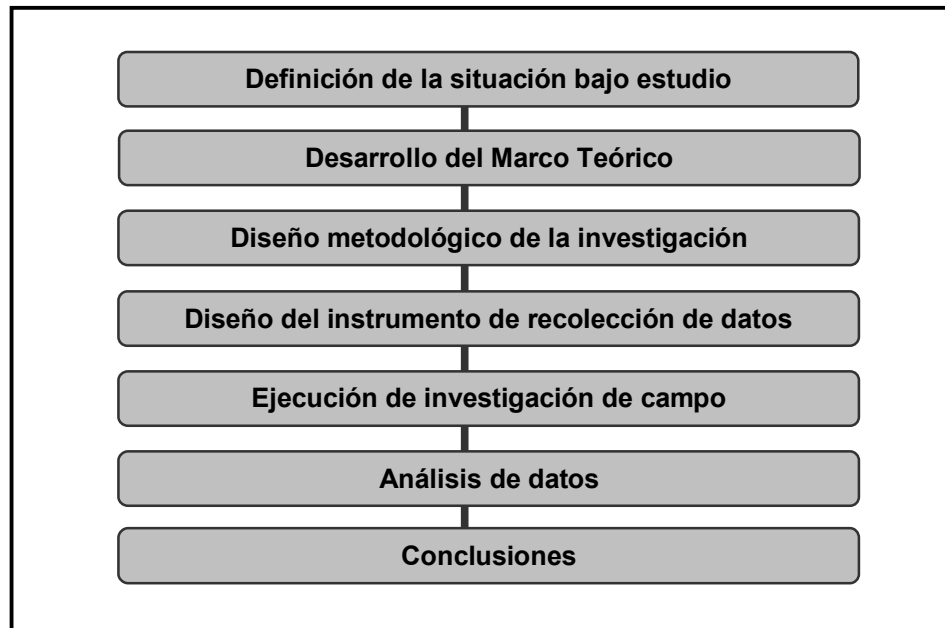 Definición de la situación bajo estudio
Desarrollo del Marco Teórico
Diseño metodológico de la investigación
Diseño del instrumento de recolección de datos
Ejecución de investigación de campo
Análisis de datos
Conclusiones